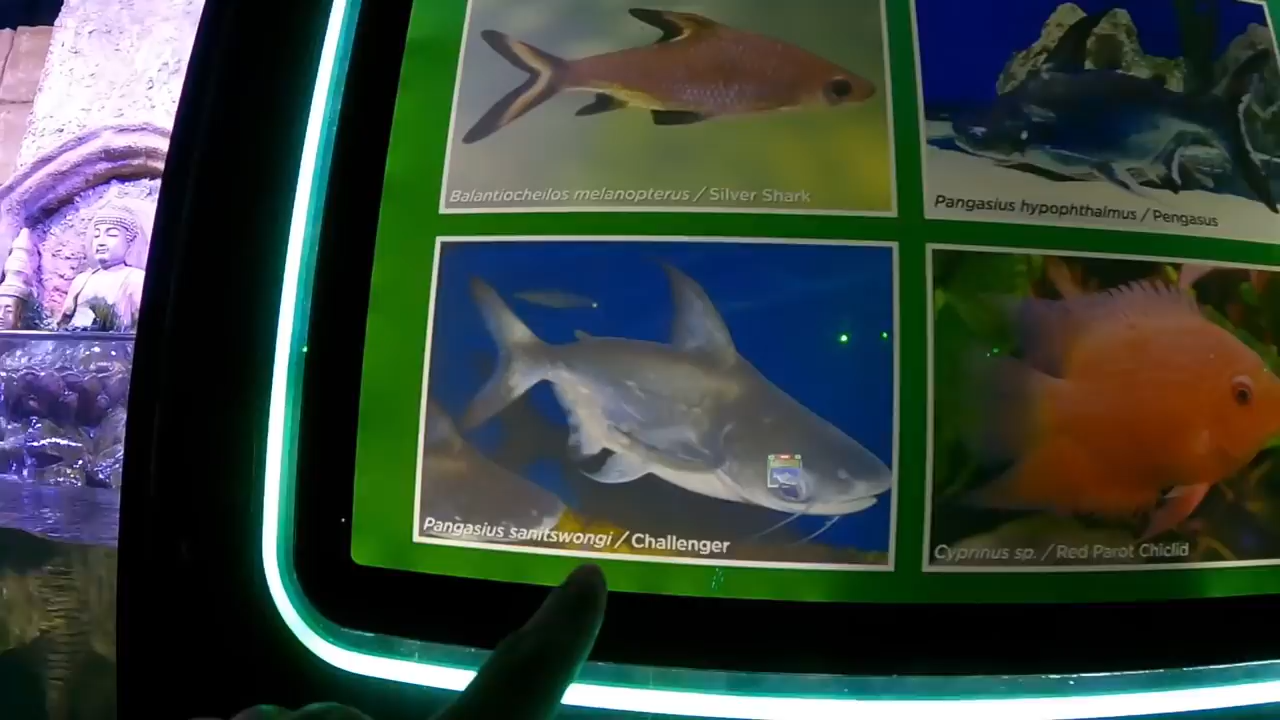 Balantiocheilos melanopterus / Silver Shark
Pangasius hypophthalmus / Pengasus
Pangasius sanitswongi / Challenger
Cyprinus sp. / Red Parot Chiclid